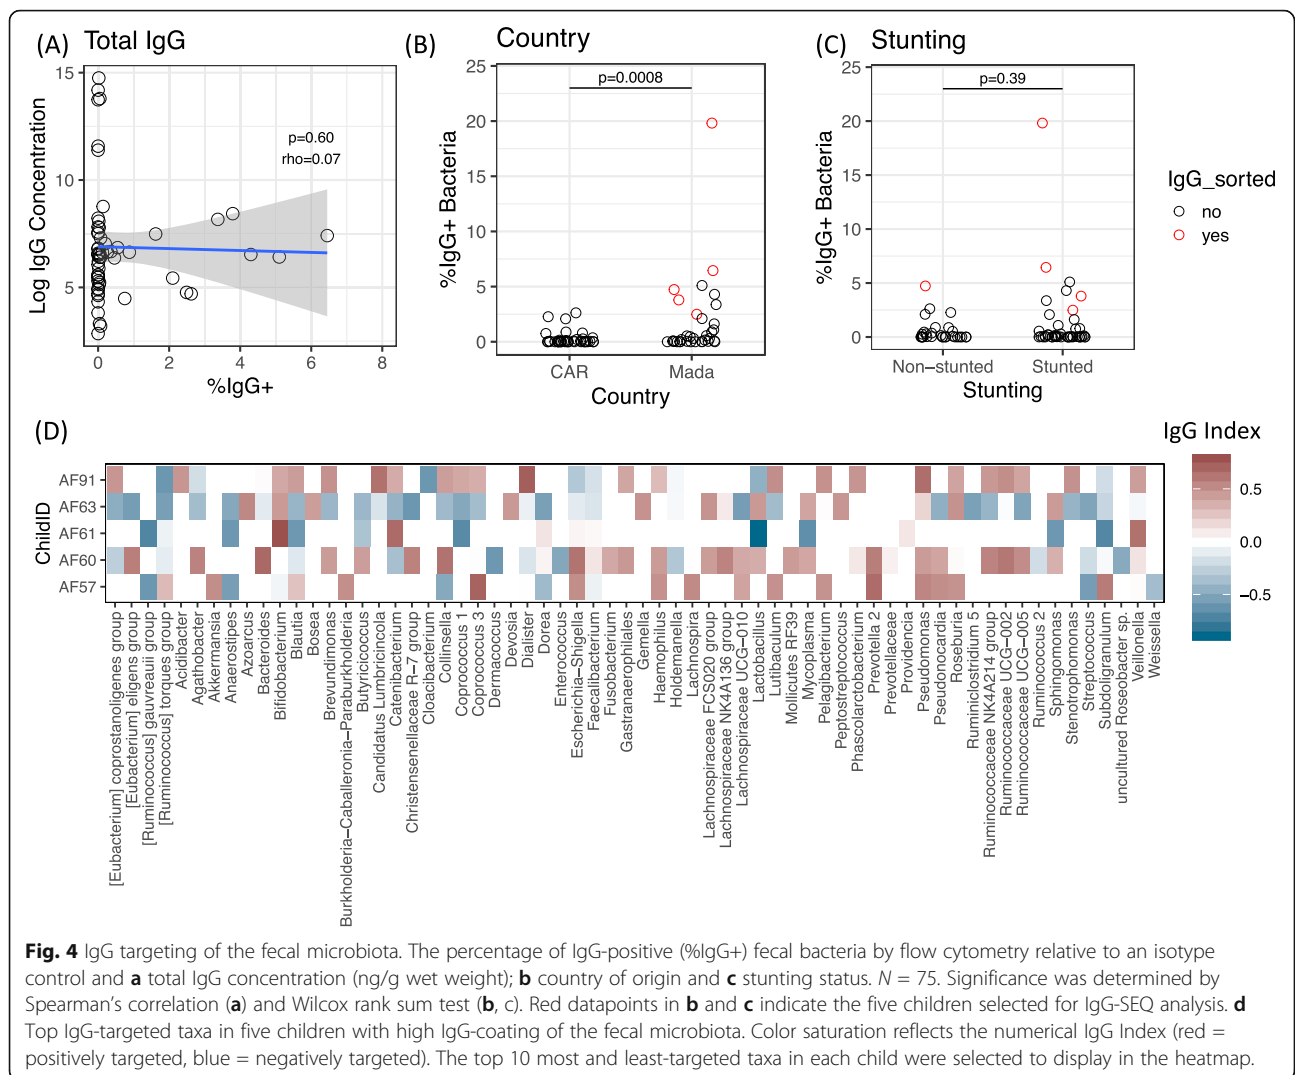 (A) Total IgG
Log IgG Concentration
15
10
5
p=0.60
rho=0.07
0 2 4 6 8
%IgG+
(B) Country
%IgG+ Bacteria
25
20
15
10
5
0
p=0.0008
CAR Mada
Country
(C) Stunting
%IgG+ Bacteria
25
20
15
10
5
0
p=0.39
Non-stunted Stunted
Stunting
IgG_sorted
no
yes
(D)
ChildID
AF91
AF63
AF61
AF60
AF57
IgG Index
0.5
0.0
−0.5
[Eubacterium] coprostanoligenes group
[Eubacterium] eligens group
[Ruminococcus] gauvreauii group
[Ruminococcus] torques group
Acidibacter
Agathobacter
Akkermansia
Anaerostipes
Azoarcus
Bacteroides
Bifidobacterium
Blautia
Bosea
Brevundimonas
Burkholderia−Caballeronia−Paraburkholderia
Butyricicoccus
Candidatus Lumbricincola
Catenibacterium
Christensenellaceae R−7 group
Cloacibacterium
Collinsella
Coprococcus 1
Coprococcus 3
Dermacoccus
Devosia
Dialister
Dorea
Enterococcus
Escherichia−Shigella
Faecalibacterium
Fusobacterium
Gastranaerophilales
Gemella
Haemophilus
Holdemanella
Lachnospira
Lachnospiraceae FCS020 group
Lachnospiraceae NK4A136 group
Lachnospiraceae UCG−010
Lactobacillus
Lutibaculum
Mollicutes RF39
Mycoplasma
Pelagibacterium
Peptostreptococcus
Phascolarctobacterium
Prevotella 2
Prevotellaceae
Providencia
Pseudomonas
Pseudonocardia
Roseburia
Ruminiclostridium 5
Ruminococcaceae NK4A214 group
Ruminococcaceae UCG−002
Ruminococcaceae UCG−005
Ruminococcus 2
Sphingomonas
Stenotrophomonas
Streptococcus
Subdoligranulum
uncultured Roseobacter sp.
Veillonella
Weissella
Fig. 4 IgG targeting of the fecal microbiota. The percentage of IgG-positive (%IgG+) fecal bacteria by flow cytometry relative to an isotype
control and a total IgG concentration (ng/g wet weight); b country of origin and c stunting status. N = 75. Significance was determined by
Spearman's correlation (a) and Wilcox rank sum test (b, c). Red datapoints in b and c indicate the five children selected for IgG-SEQ analysis. d
Top IgG-targeted taxa in five children with high IgG-coating of the fecal microbiota. Color saturation reflects the numerical IgG Index (red =
positively targeted, blue = negatively targeted). The top 10 most and least-targeted taxa in each child were selected to display in the heatmap.